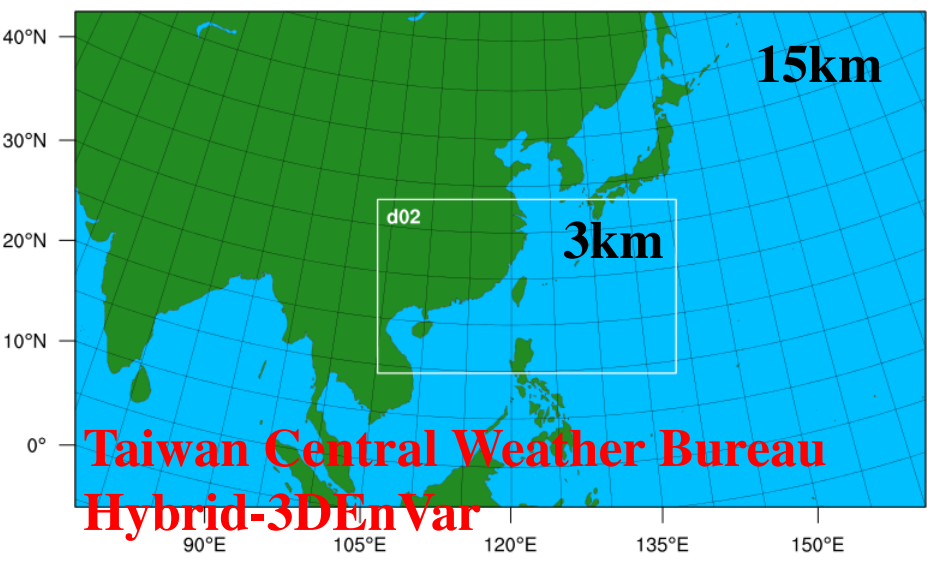 40°N
15km
30°N
d02
3km
20°N
10°N
0°
Taiwan Central Weather Bureau
Hybrid-3DEnVar
90°E 105°E 120°E 135°E 150°E